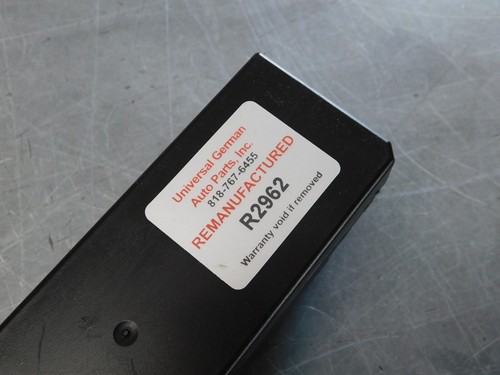 Universal German
Auto Parts, Inc.
818-767-6455
REMANUFACTURED
R2962
Warranty void if removed